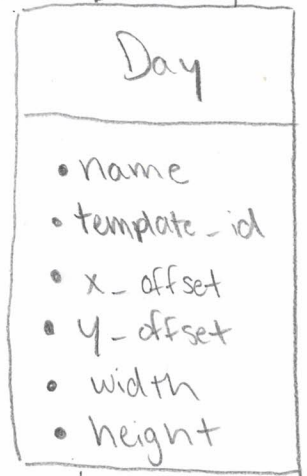 Day
• name
• template_id
• x_offset
• y_offset
• width
• height